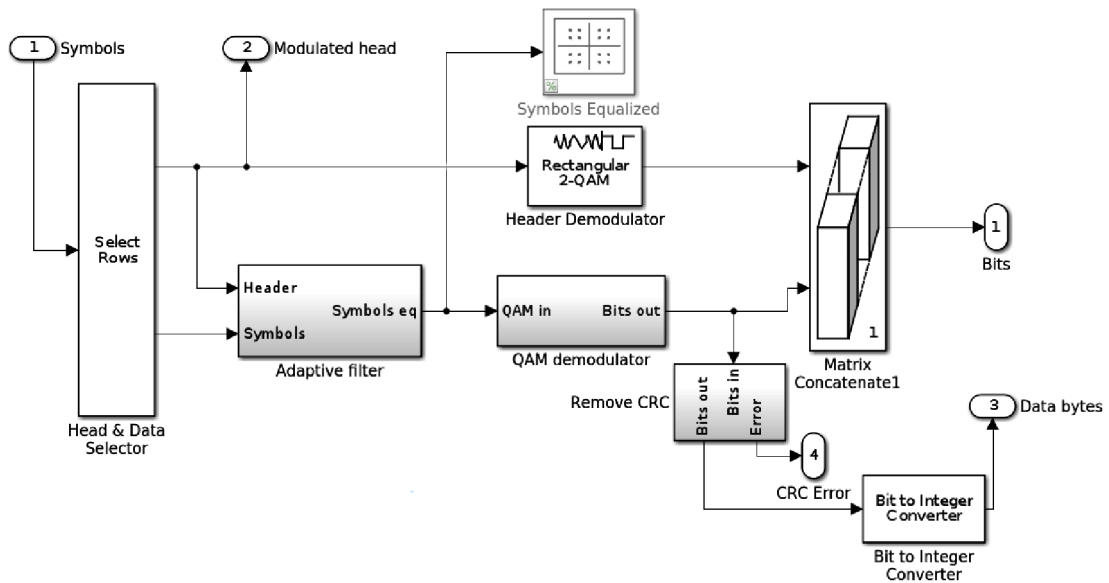 1
Symbols
2
Modulated head
Symbols Equalized
Rectangular
2-QAM
Header Demodulator
Select
Rows
Head & Data
Selector
Header
Symbols
Symbols eq
Adaptive filter
QAM in
Bits out
QAM demodulator
1
Matrix
Concatenate1
1
Bits
Remove CRC
Bits out
Bits in
Error
4
CRC Error
3
Data bytes
Bit to Integer
Converter
Bit to Integer
Converter